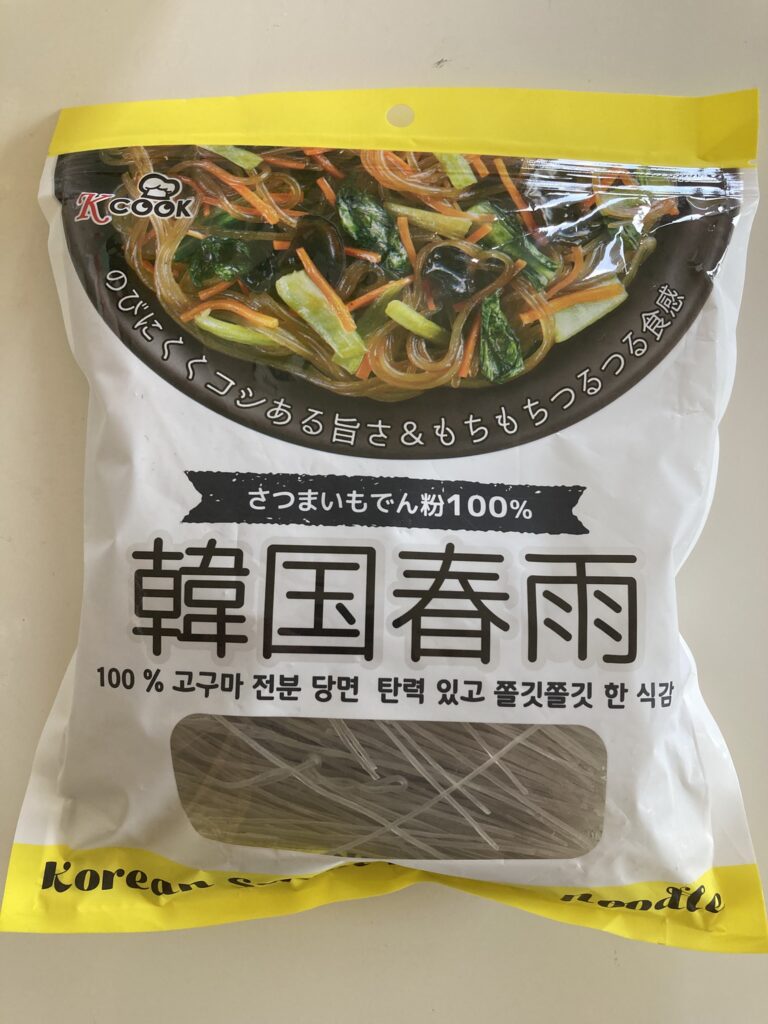 K COOK
のびにくくコシある旨さ&もちもちつるつる食感
さつまいもでん粉100%
韓国春雨
100 % 고구마 전분 당면 탄력 있고 쫄깃쫄깃 한 식감
Korean noodle